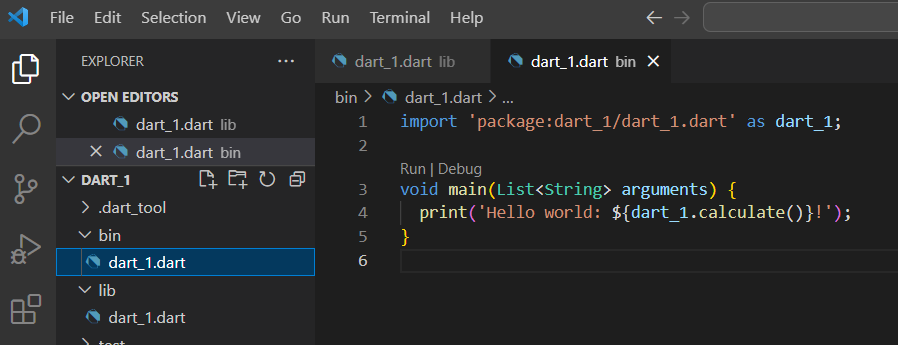 File Edit Selection View Go Run Terminal Help
EXPLORER
OPEN EDITORS
dart_1.dart lib
dart_1.dart bin
DART_1
.dart_tool
bin
dart_1.dart
lib
dart_1.dart
test
dart_1.dart lib
dart_1.dart bin
bin > dart_1.dart > ...
1 import 'package:dart_1/dart_1.dart' as dart_1;
2
Run | Debug
3 void main(List<String> arguments) {
4 print('Hello world: ${dart_1.calculate()}!');
5 }
6